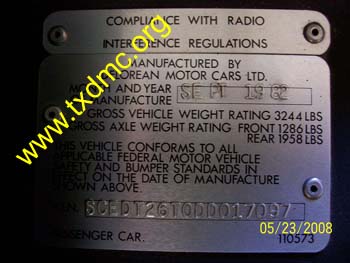 COMPLIANCE WITH RADIO
INTERFERENCE REGULATIONS
MANUFACTURED BY
DELOREAN MOTOR CARS LTD.
MONTH AND YEAR SEPT 1982
MANUFACTURE
GROSS VEHICLE WEIGHT RATING 3244 LBS
GROSS AXLE WEIGHT RATING FRONT 1286 LBS
REAR 1958 LBS
THIS VEHICLE CONFORMS TO ALL
APPLICABLE FEDERAL MOTOR VEHICLE
SAFETY AND BUMPER STANDARDS IN
EFFECT ON THE DATE OF MANUFACTURE
SHOWN ABOVE.
SCEDT26T0DD017097
PASSENGER CAR. 110573
www.txdmc.org
05/23/2008